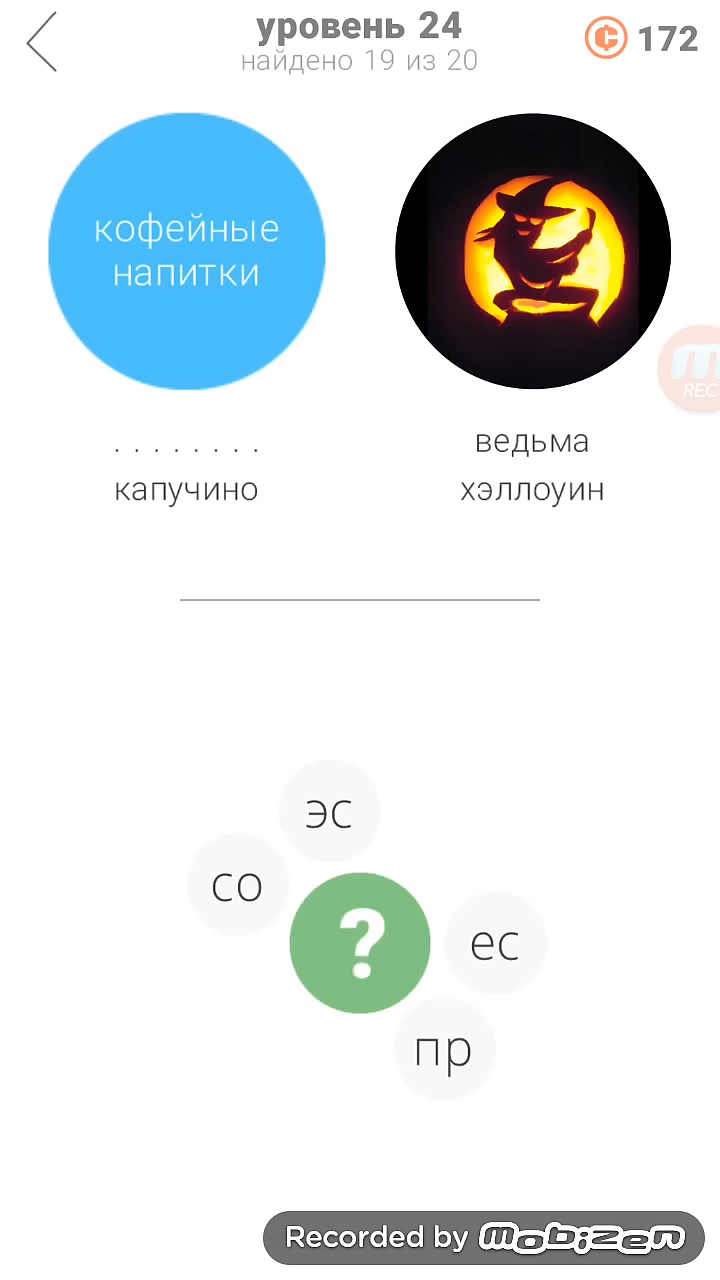 уровень 24
найдено 19 из 20
172
кофейные
напитки
REC
. . . . . . . .
капучино
ведьма
хэллоуин
эс
со
?
ес
пр
Recorded by mobizen